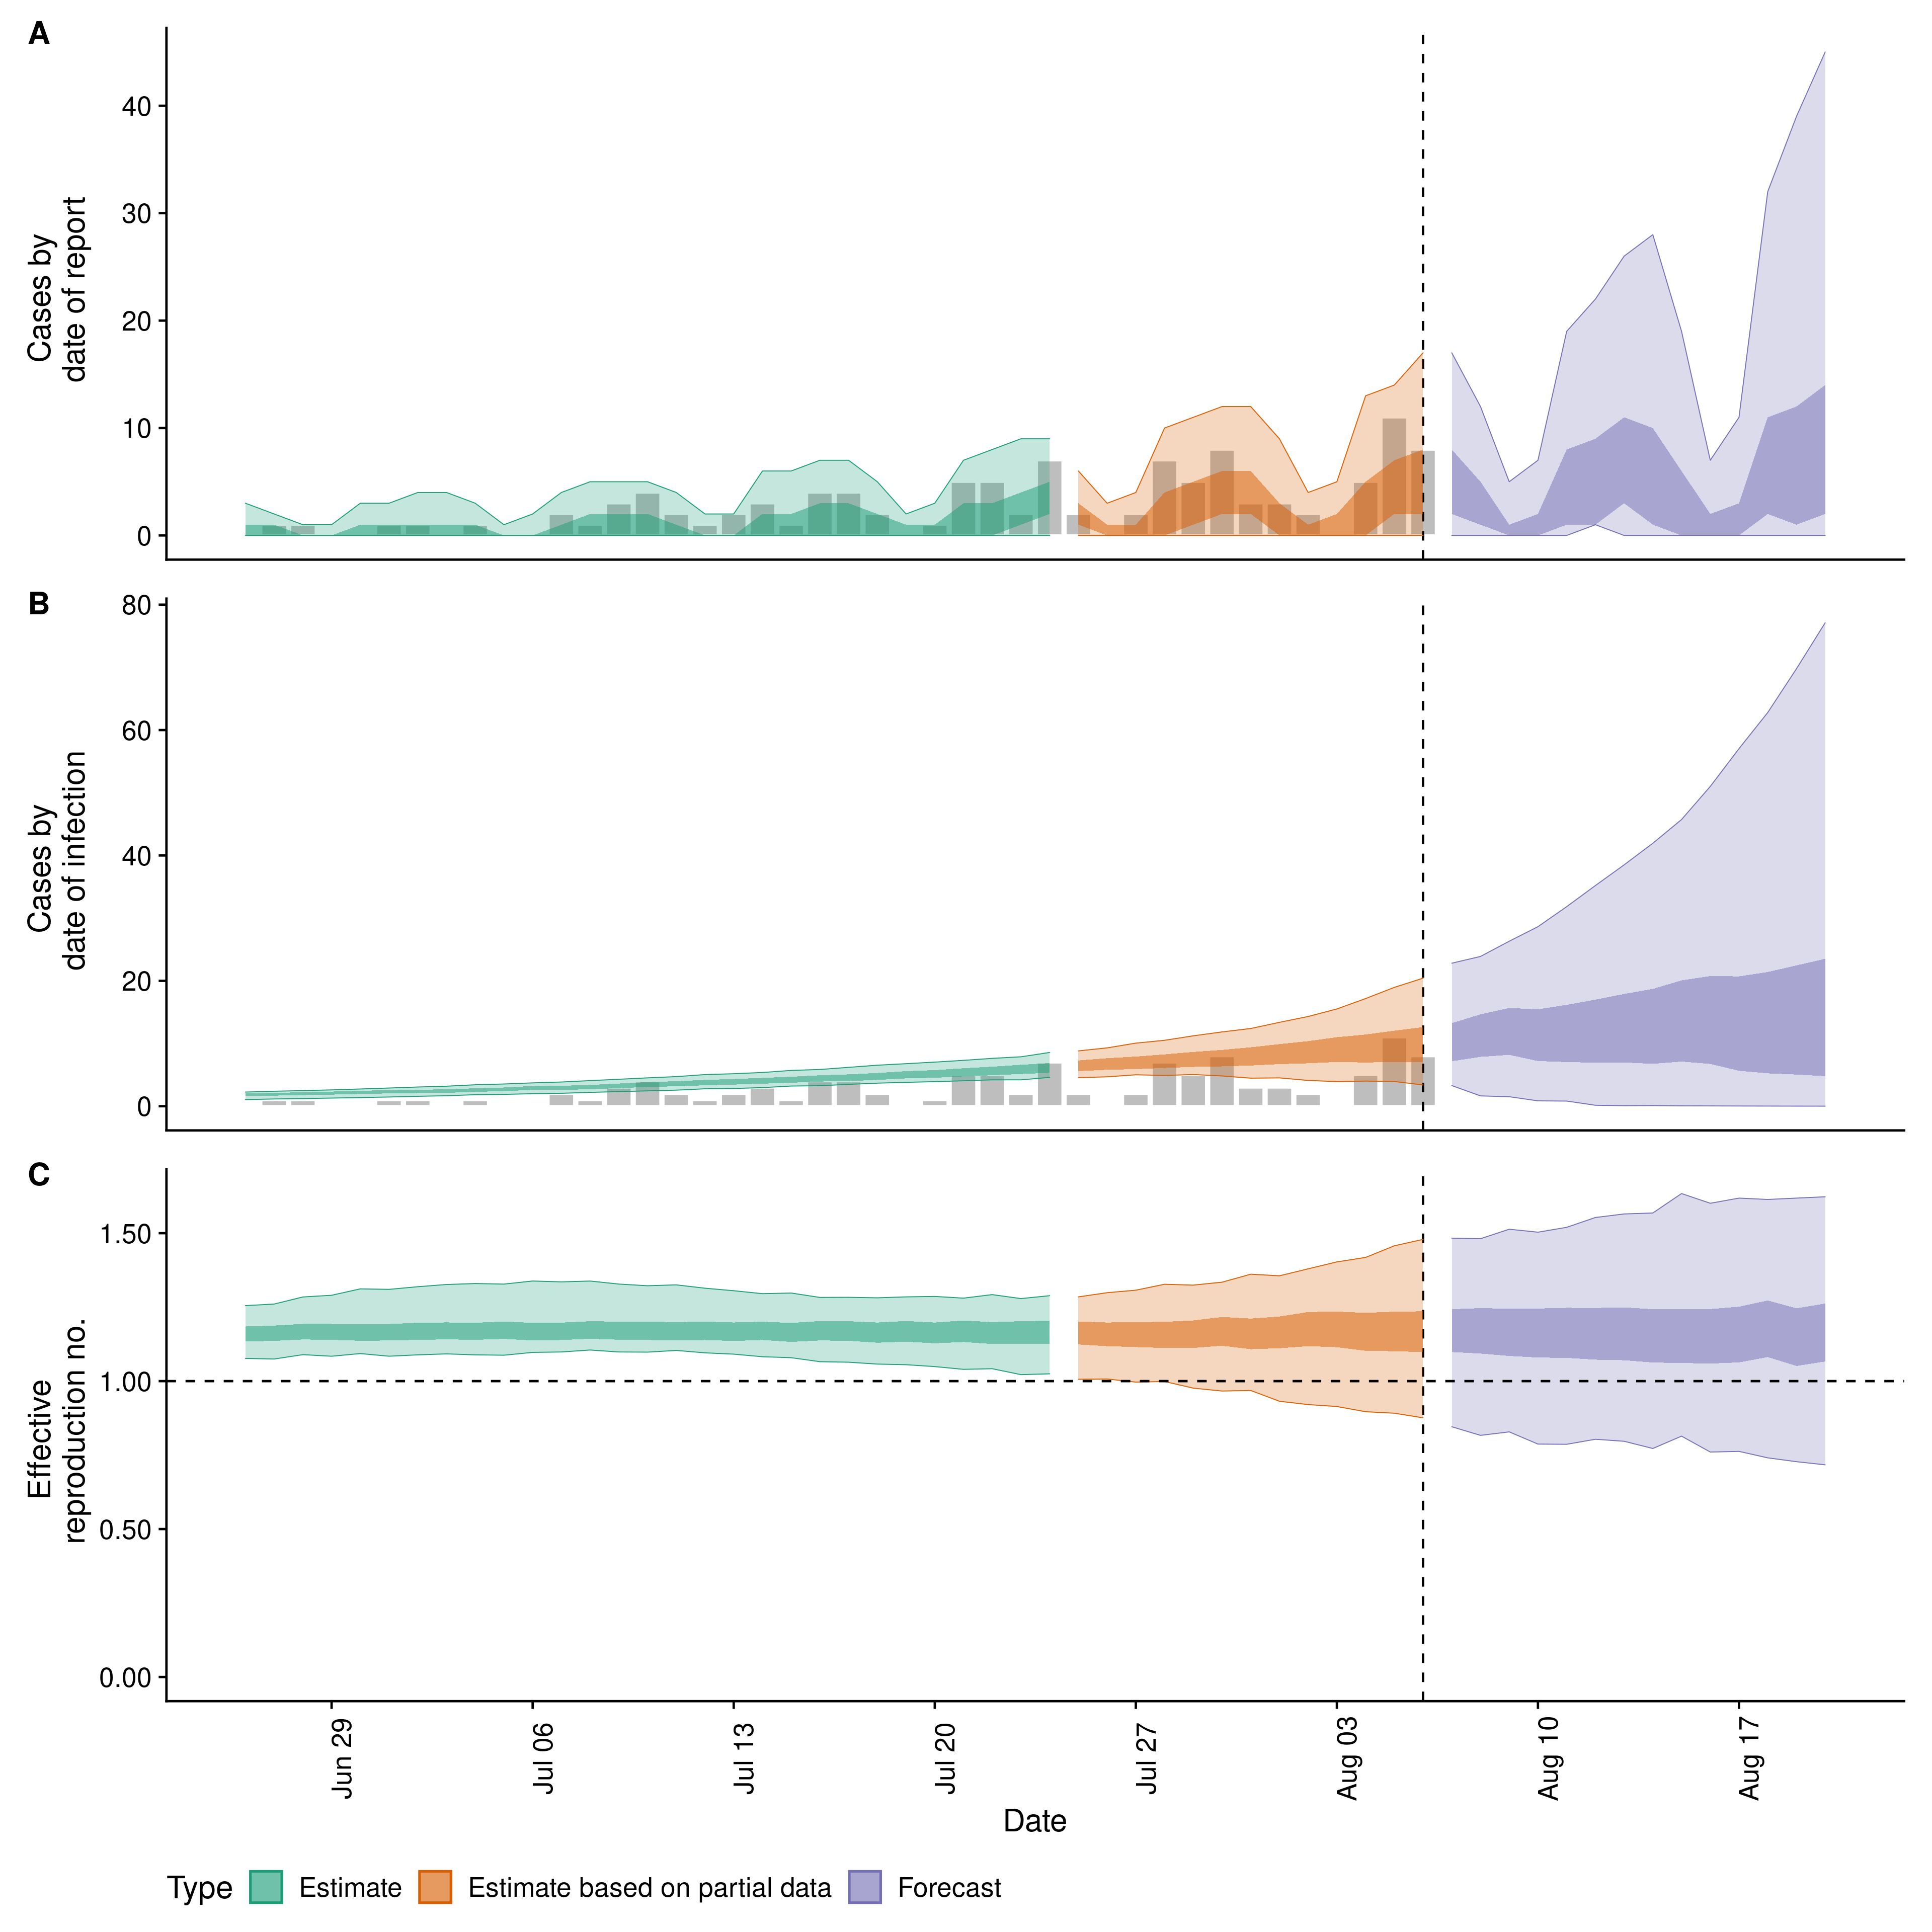 A
Cases by
date of report
40
30
20
10
0
B
Cases by
date of infection
80
60
40
20
0
C
Effective
reproduction no.
1.50
1.00
0.50
0.00
Jun 29
Jul 06
Jul 13
Jul 20
Jul 27
Aug 03
Aug 10
Aug 17
Date
Type
Estimate
Estimate based on partial data
Forecast